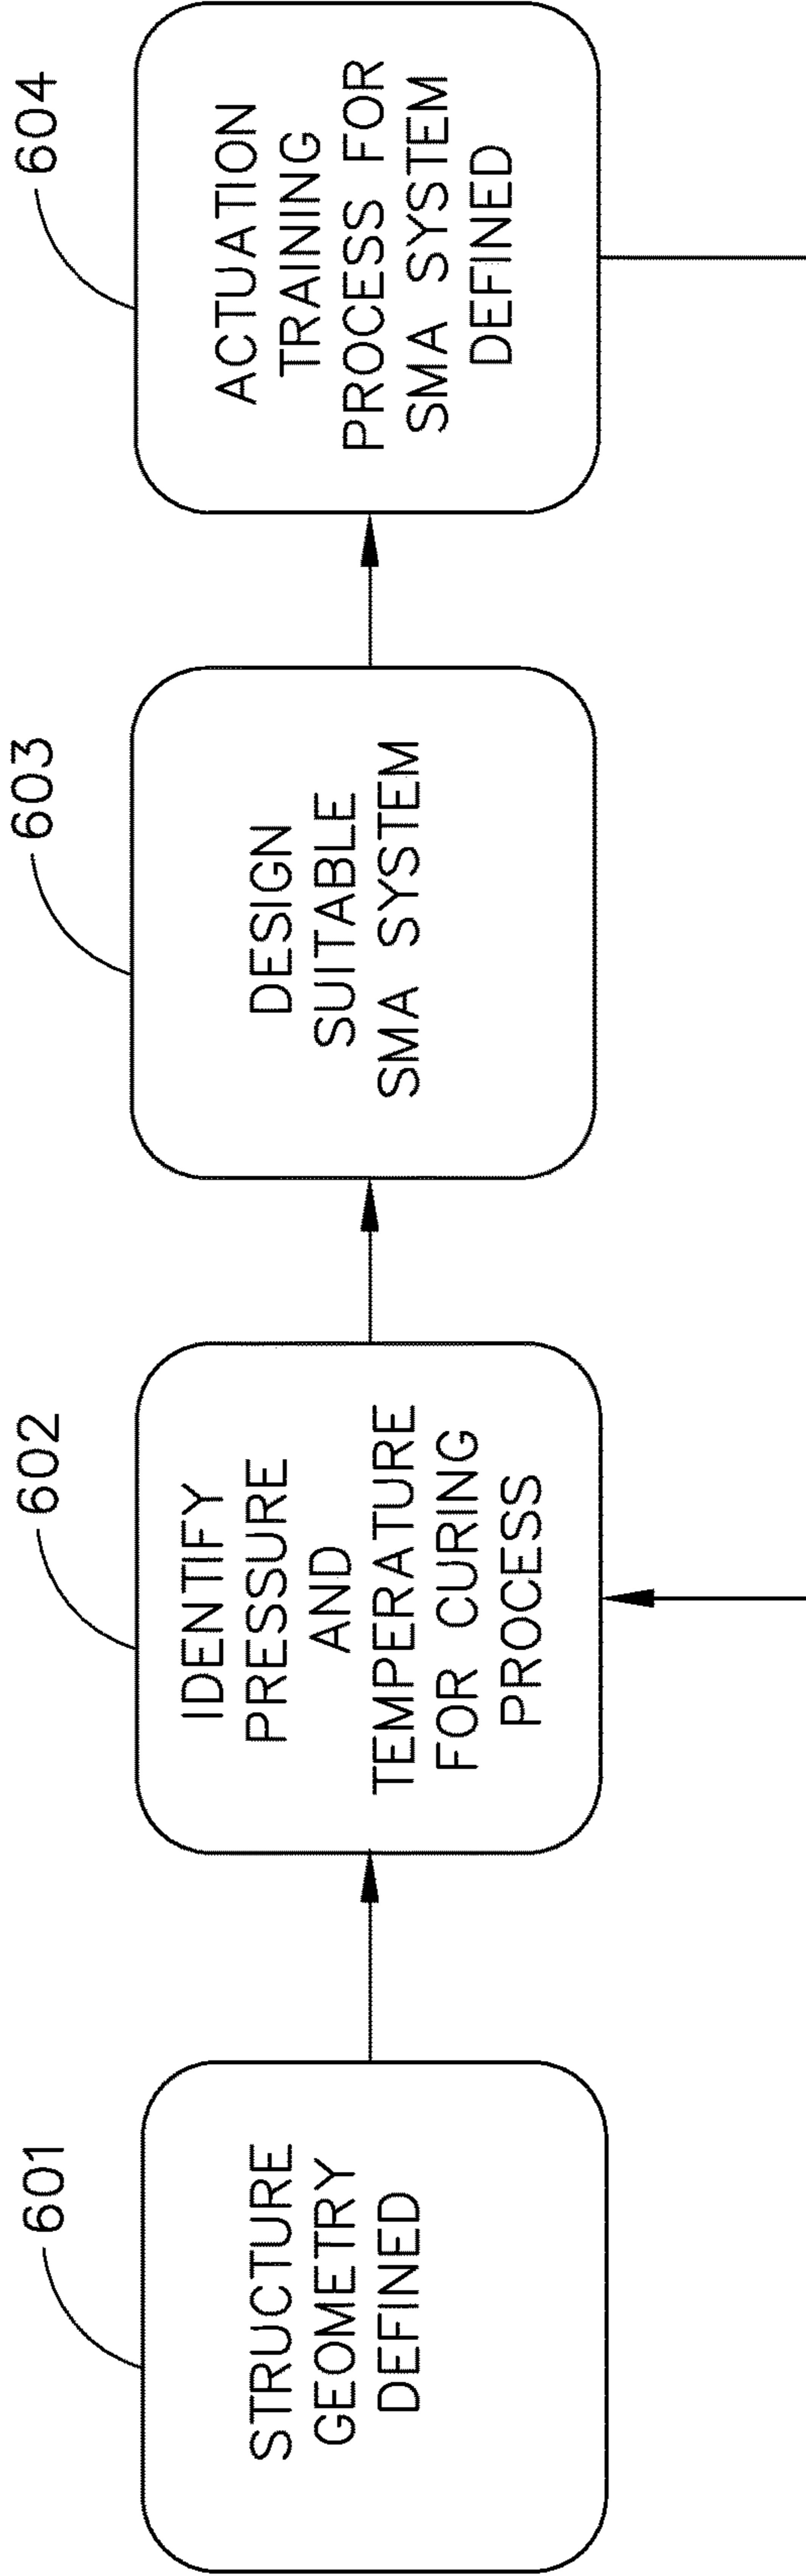 601
STRUCTURE
GEOMETRY
DEFINED
602
IDENTIFY
PRESSURE
AND
TEMPERATURE
FOR CURING
PROCESS
603
DESIGN
SUITABLE
SMA SYSTEM
604
ACTUATION
TRAINING
PROCESS FOR
SMA SYSTEM
DEFINED